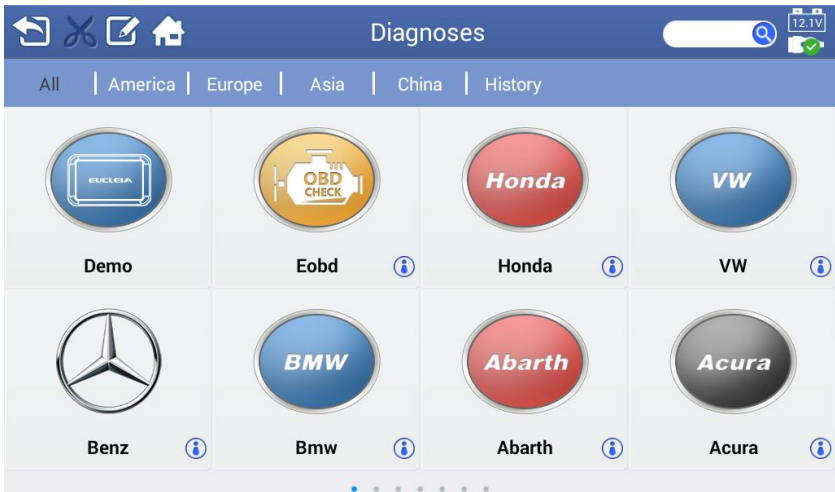 Diagnoses
12.1V
All America Europe Asia China History
EUCLEIA OBD CHECK Honda VW
Demo Eobd Honda VW
BMW Abarth Acura
Benz Bmw Abarth Acura